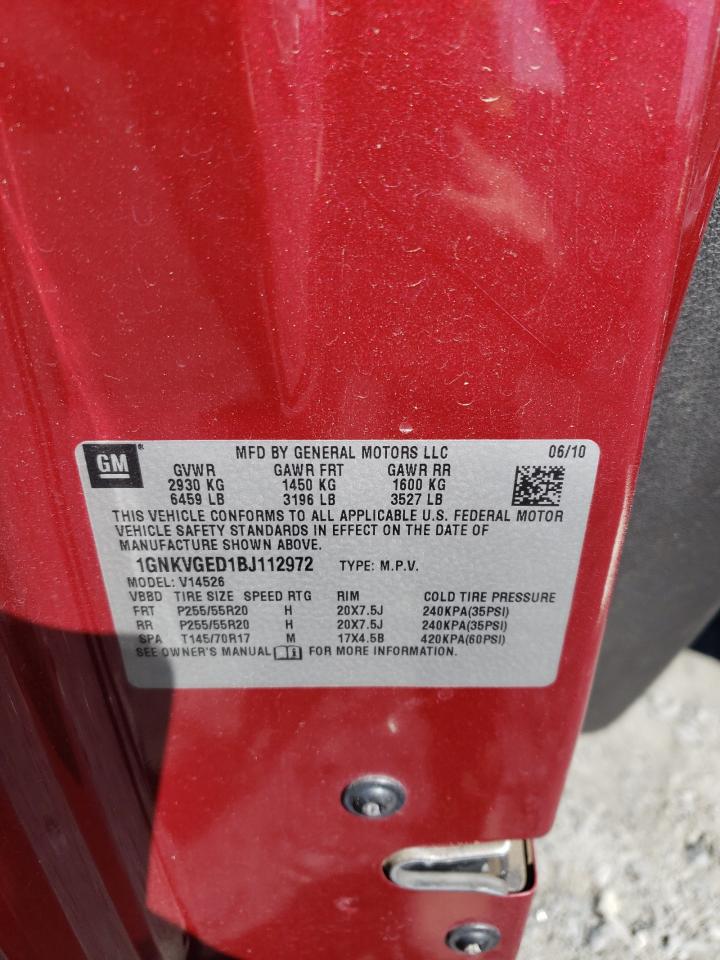 GM ® MFD BY GENERAL MOTORS LLC 06/10
GVWR GAWR FRT GAWR RR
2930 KG 1450 KG 1600 KG
6459 LB 3196 LB 3527 LB
THIS VEHICLE CONFORMS TO ALL APPLICABLE U.S. FEDERAL MOTOR
VEHICLE SAFETY STANDARDS IN EFFECT ON THE DATE OF
MANUFACTURE SHOWN ABOVE.
1GNKVGED1BJ112972 TYPE: M.P.V.
MODEL: V14526
VBBD TIRE SIZE SPEED RTG RIM COLD TIRE PRESSURE
FRT P255/55R20 H 20X7.5J 240KPA(35PSI)
RR P255/55R20 H 20X7.5J 240KPA(35PSI)
SPA T145/70R17 M 17X4.5B 420KPA(60PSI)
SEE OWNER'S MANUAL i FOR MORE INFORMATION.